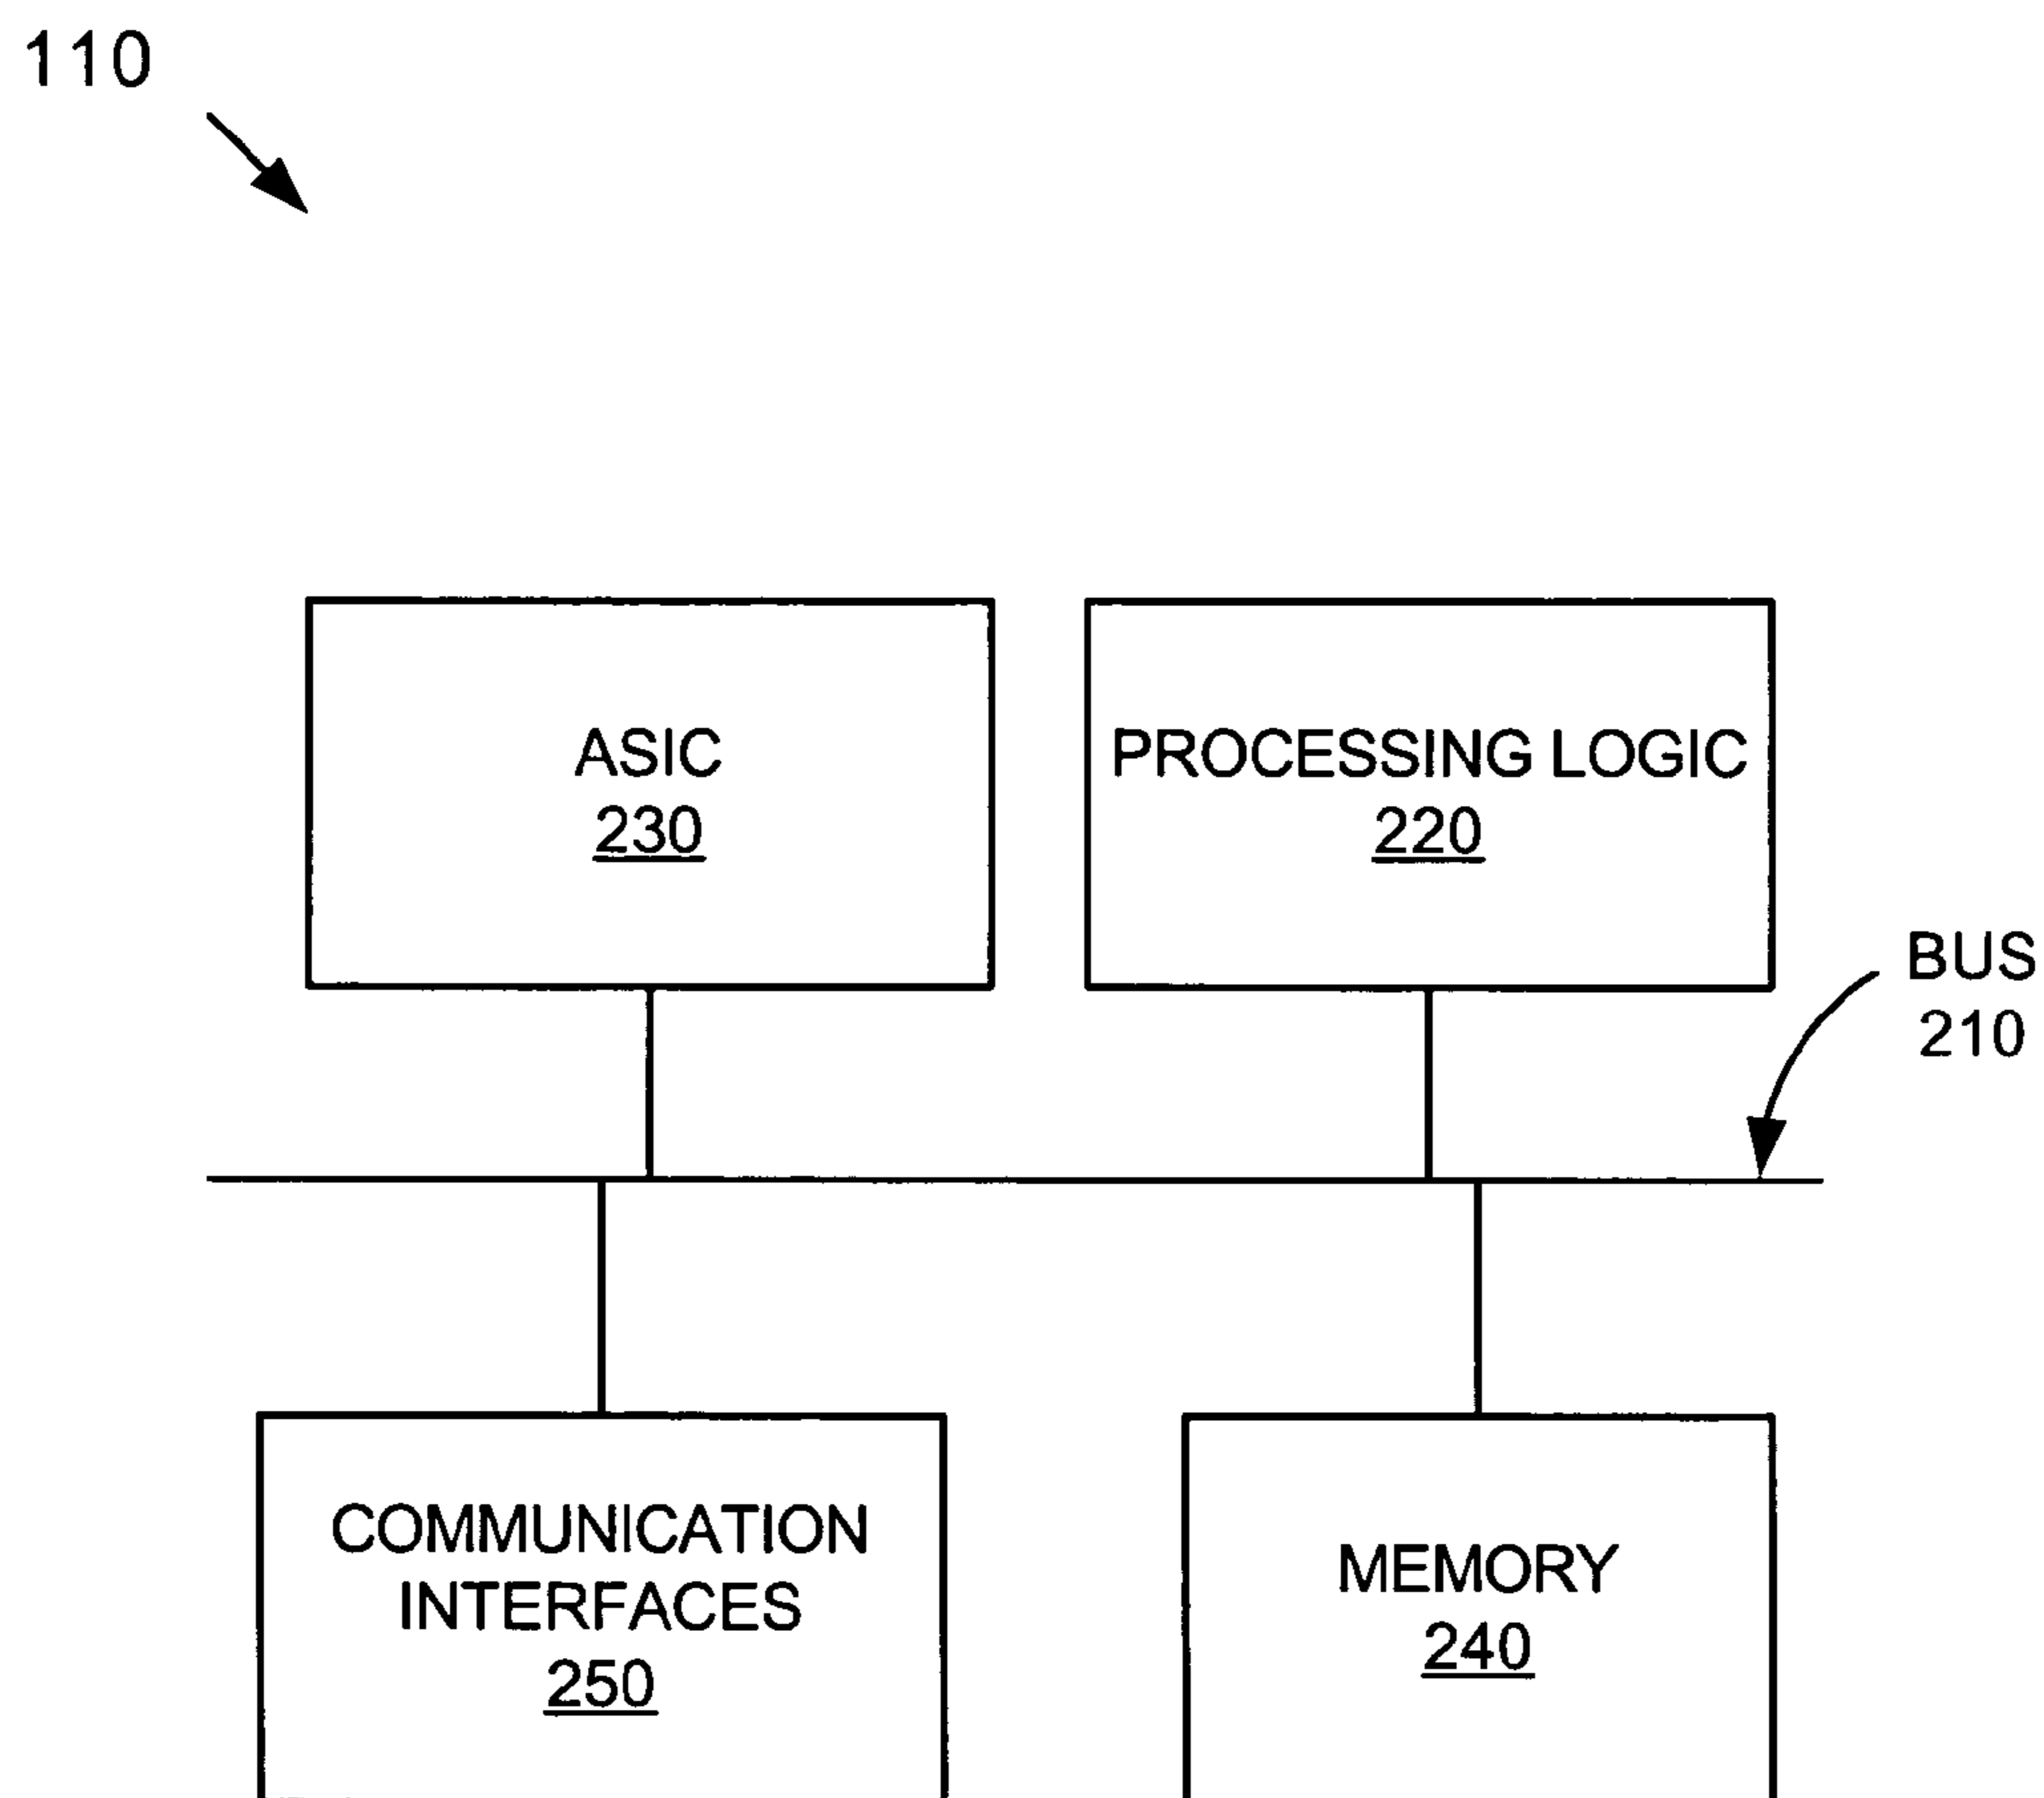 110
ASIC
230
PROCESSING LOGIC
220
BUS
210
COMMUNICATION
INTERFACES
250
MEMORY
240